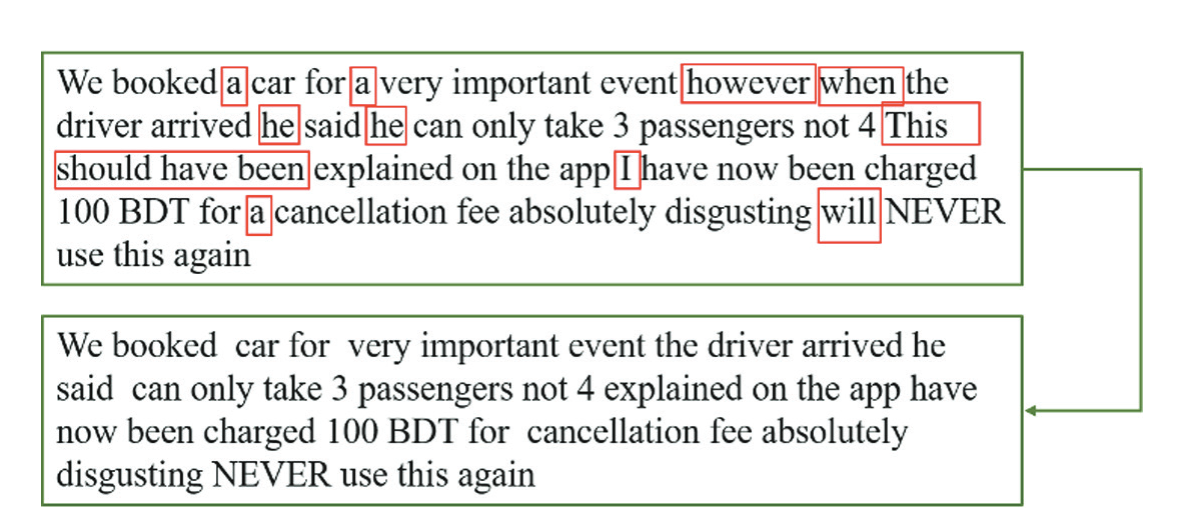 We booked a car for a very important event however when the
driver arrived he said he can only take 3 passengers not 4 This
should have been explained on the app I have now been charged
100 BDT for a cancellation fee absolutely disgusting will NEVER
use this again
We booked car for very important event the driver arrived he
said can only take 3 passengers not 4 explained on the app have
now been charged 100 BDT for cancellation fee absolutely
disgusting NEVER use this again